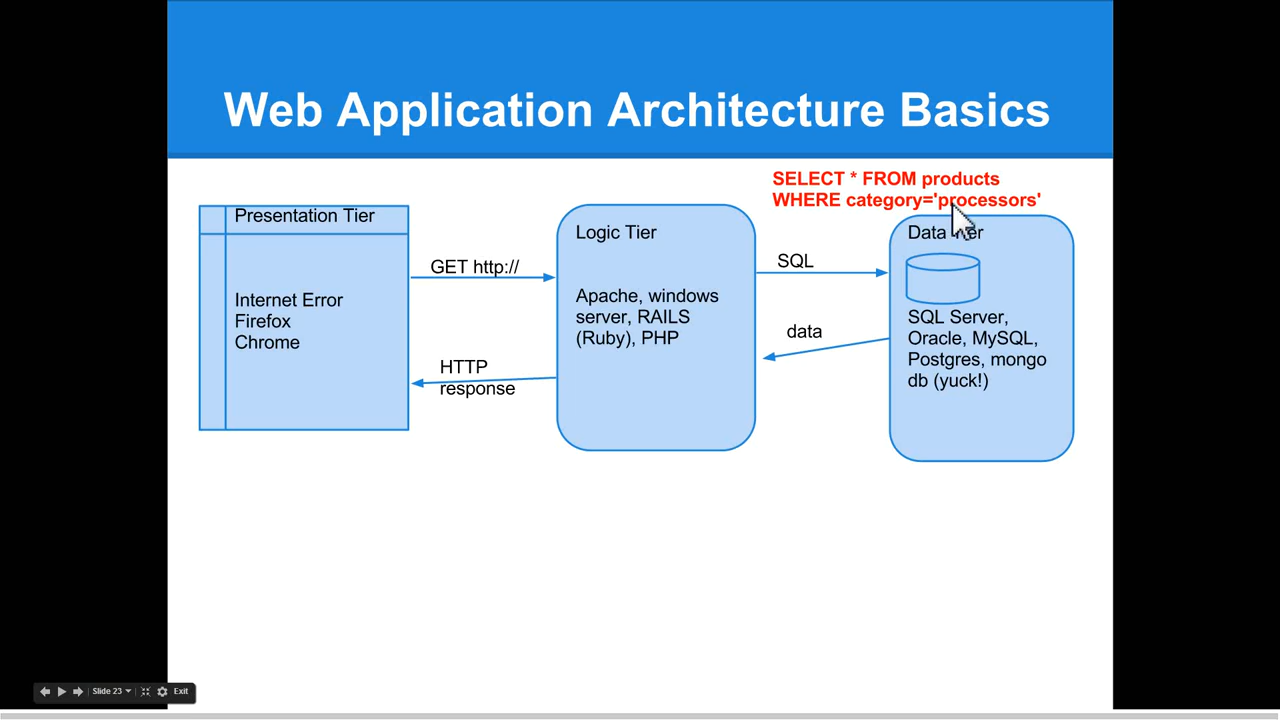 Web Application Architecture Basics
SELECT * FROM products
WHERE category='processors'
Presentation Tier
Internet Error
Firefox
Chrome
GET http://
HTTP
response
Logic Tier
Apache, windows
server, RAILS
(Ruby), PHP
SQL
data
Data Tier
SQL Server,
Oracle, MySQL,
Postgres, mongo
db (yuck!)
Slide 23
Exit